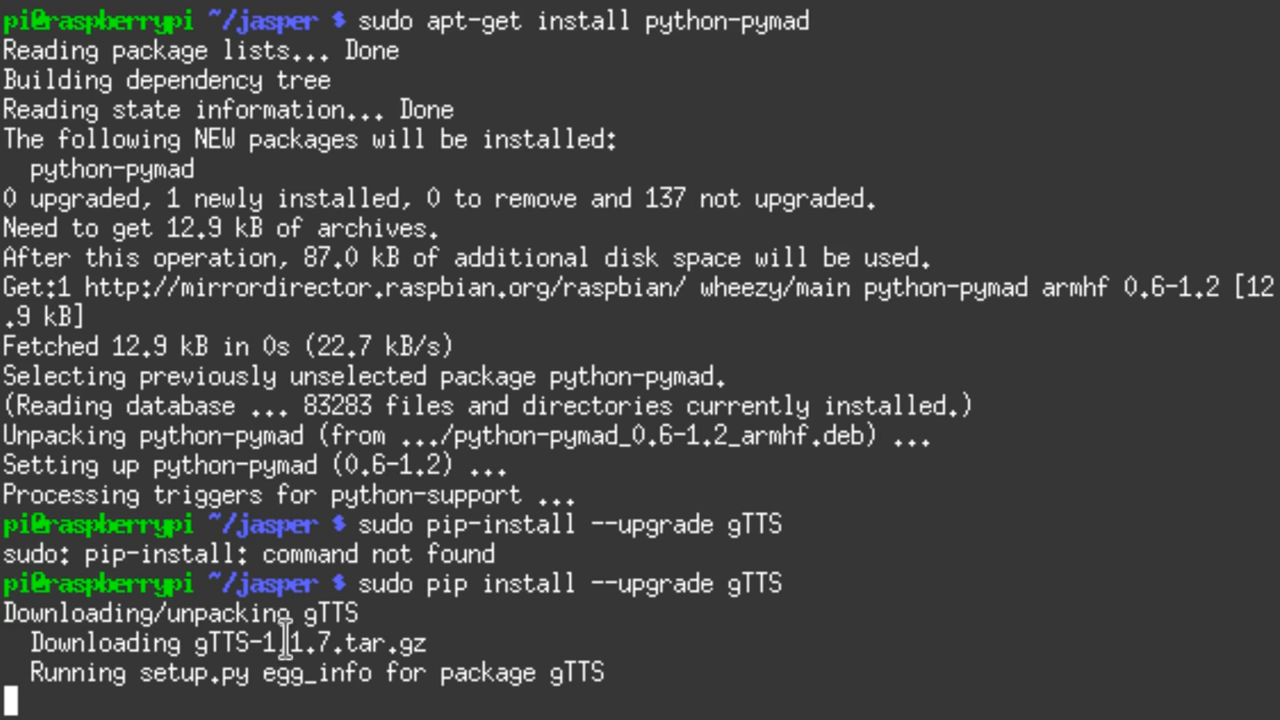 pi@raspberrypi ~/jasper $ sudo apt-get install python-pymad
Reading package lists... Done
Building dependency tree
Reading state information... Done
The following NEW packages will be installed:
  python-pymad
0 upgraded, 1 newly installed, 0 to remove and 137 not upgraded.
Need to get 12.9 kB of archives.
After this operation, 87.0 kB of additional disk space will be used.
Get:1 http://mirrordirector.raspbian.org/raspbian/ wheezy/main python-pymad armhf 0.6-1.2 [12
.9 kB]
Fetched 12.9 kB in 0s (22.7 kB/s)
Selecting previously unselected package python-pymad.
(Reading database ... 83283 files and directories currently installed.)
Unpacking python-pymad (from .../python-pymad_0.6-1.2_armhf.deb) ...
Setting up python-pymad (0.6-1.2) ...
Processing triggers for python-support ...
pi@raspberrypi ~/jasper $ sudo pip-install --upgrade gTTS
sudo: pip-install: command not found
pi@raspberrypi ~/jasper $ sudo pip install --upgrade gTTS
Downloading/unpacking gTTS
  Downloading gTTS-1.1.7.tar.gz
  Running setup.py egg_info for package gTTS